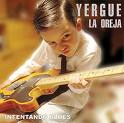 YERGUE
LA OREJA
INTENTANDO BLUES